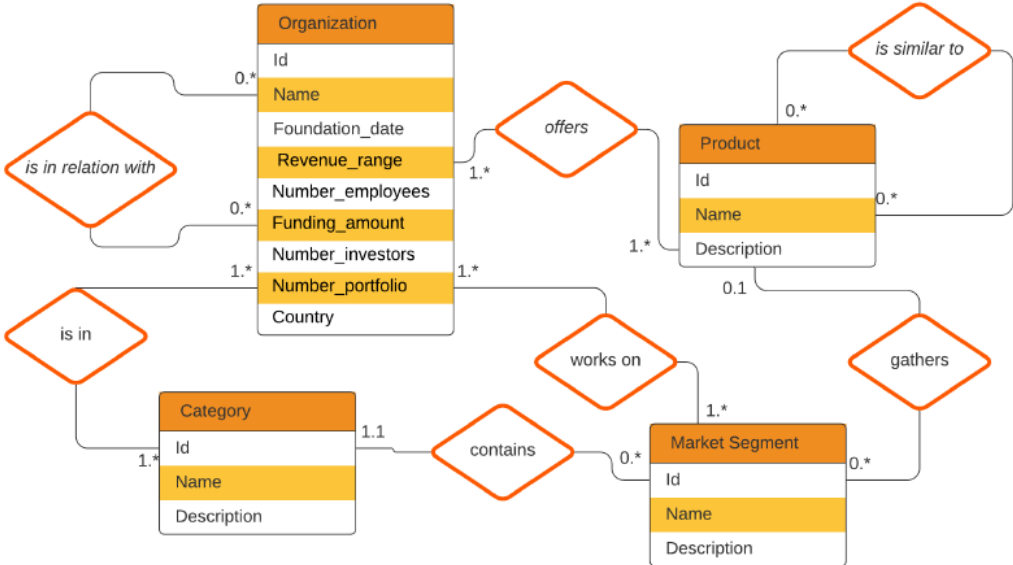 Organization
Id
Name
Foundation_date
Revenue_range
Number_employees
Funding_amount
Number_investors
Number_portfolio
Country
is in relation with
0.*
0.*
offers
1.*
1.*
is similar to
0.*
0.*
Product
Id
Name
Description
1.*
is in
1.*
1.*
works on
1.*
0.1
gathers
0.*
Category
Id
Name
Description
1.1
contains
0.*
Market Segment
Id
Name
Description